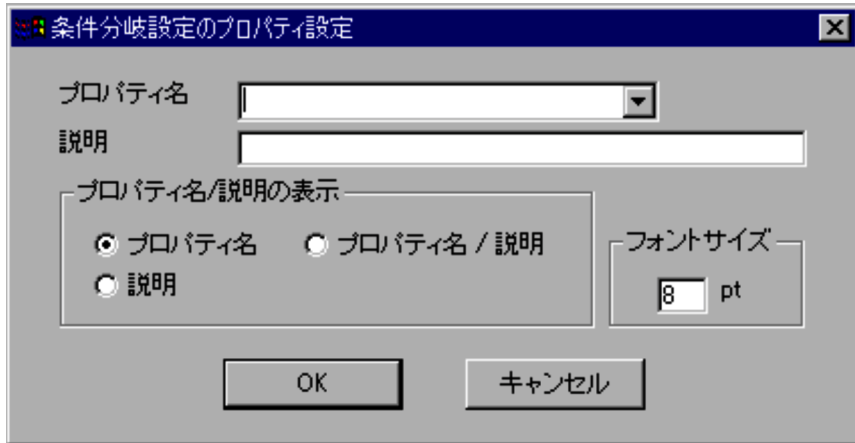 条件分岐設定のプロパティ設定
プロパティ名
説明
プロパティ名/説明の表示
プロパティ名 プロパティ名 / 説明
説明
フォントサイズ
8 pt
OK キャンセル